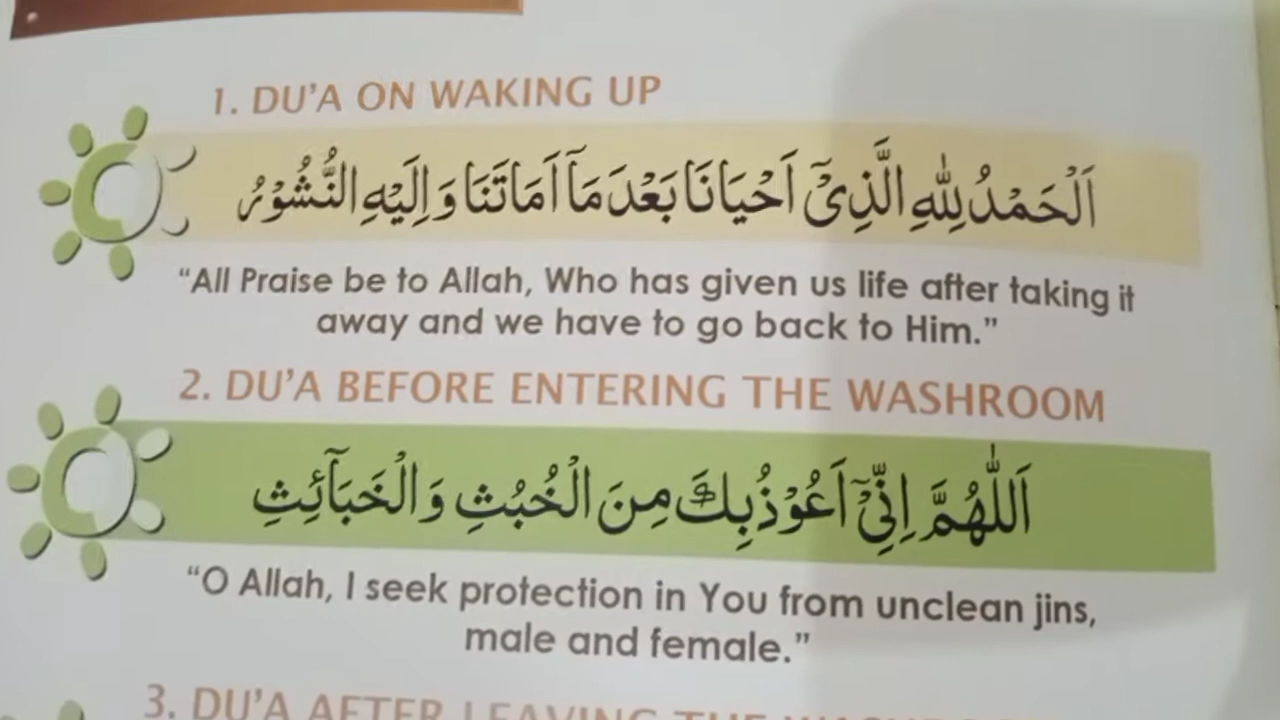 1. DU'A ON WAKING UP
اَلْحَمْدُ لِلّٰهِ الَّذِیْۤ اَحْيَانَا بَعْدَ مَاۤ اَمَاتَنَا وَ اِلَيْهِ النُّشُوْرُ
“All Praise be to Allah, Who has given us life after taking it
away and we have to go back to Him.”
2. DU'A BEFORE ENTERING THE WASHROOM
اَللّٰهُمَّ اِنِّیْۤ اَعُوْذُ بِكَ مِنَ الْخُبُثِ وَ الْخَبَآئِثِ
“O Allah, I seek protection in You from unclean jins,
male and female.”
3. DU'A AFTER LEAVING THE